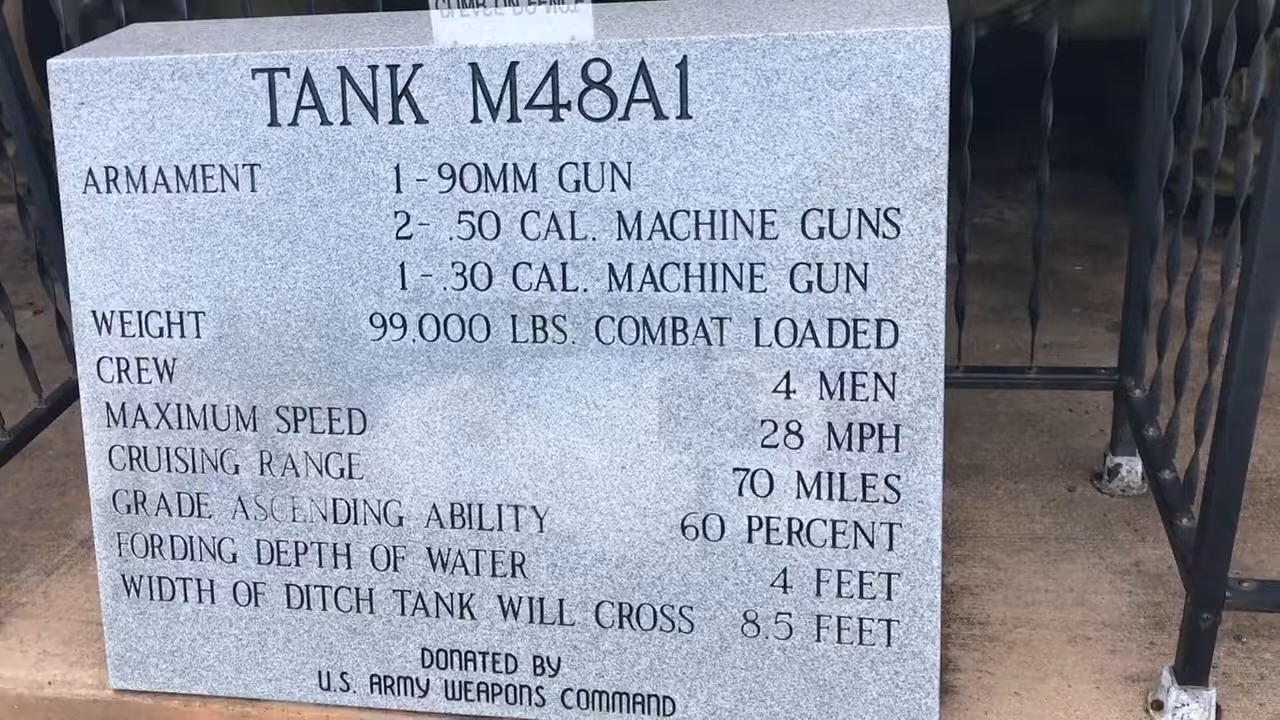 TANK M48A1
ARMAMENT 1 - 90MM GUN
2 - .50 CAL. MACHINE GUNS
1 - .30 CAL. MACHINE GUN
WEIGHT 99.000 LBS. COMBAT LOADED
CREW 4 MEN
MAXIMUM SPEED 28 MPH
CRUISING RANGE 70 MILES
GRADE ASCENDING ABILITY 60 PERCENT
FORDING DEPTH OF WATER 4 FEET
WIDTH OF DITCH TANK WILL CROSS 8.5 FEET
DONATED BY
U.S. ARMY WEAPONS COMMAND